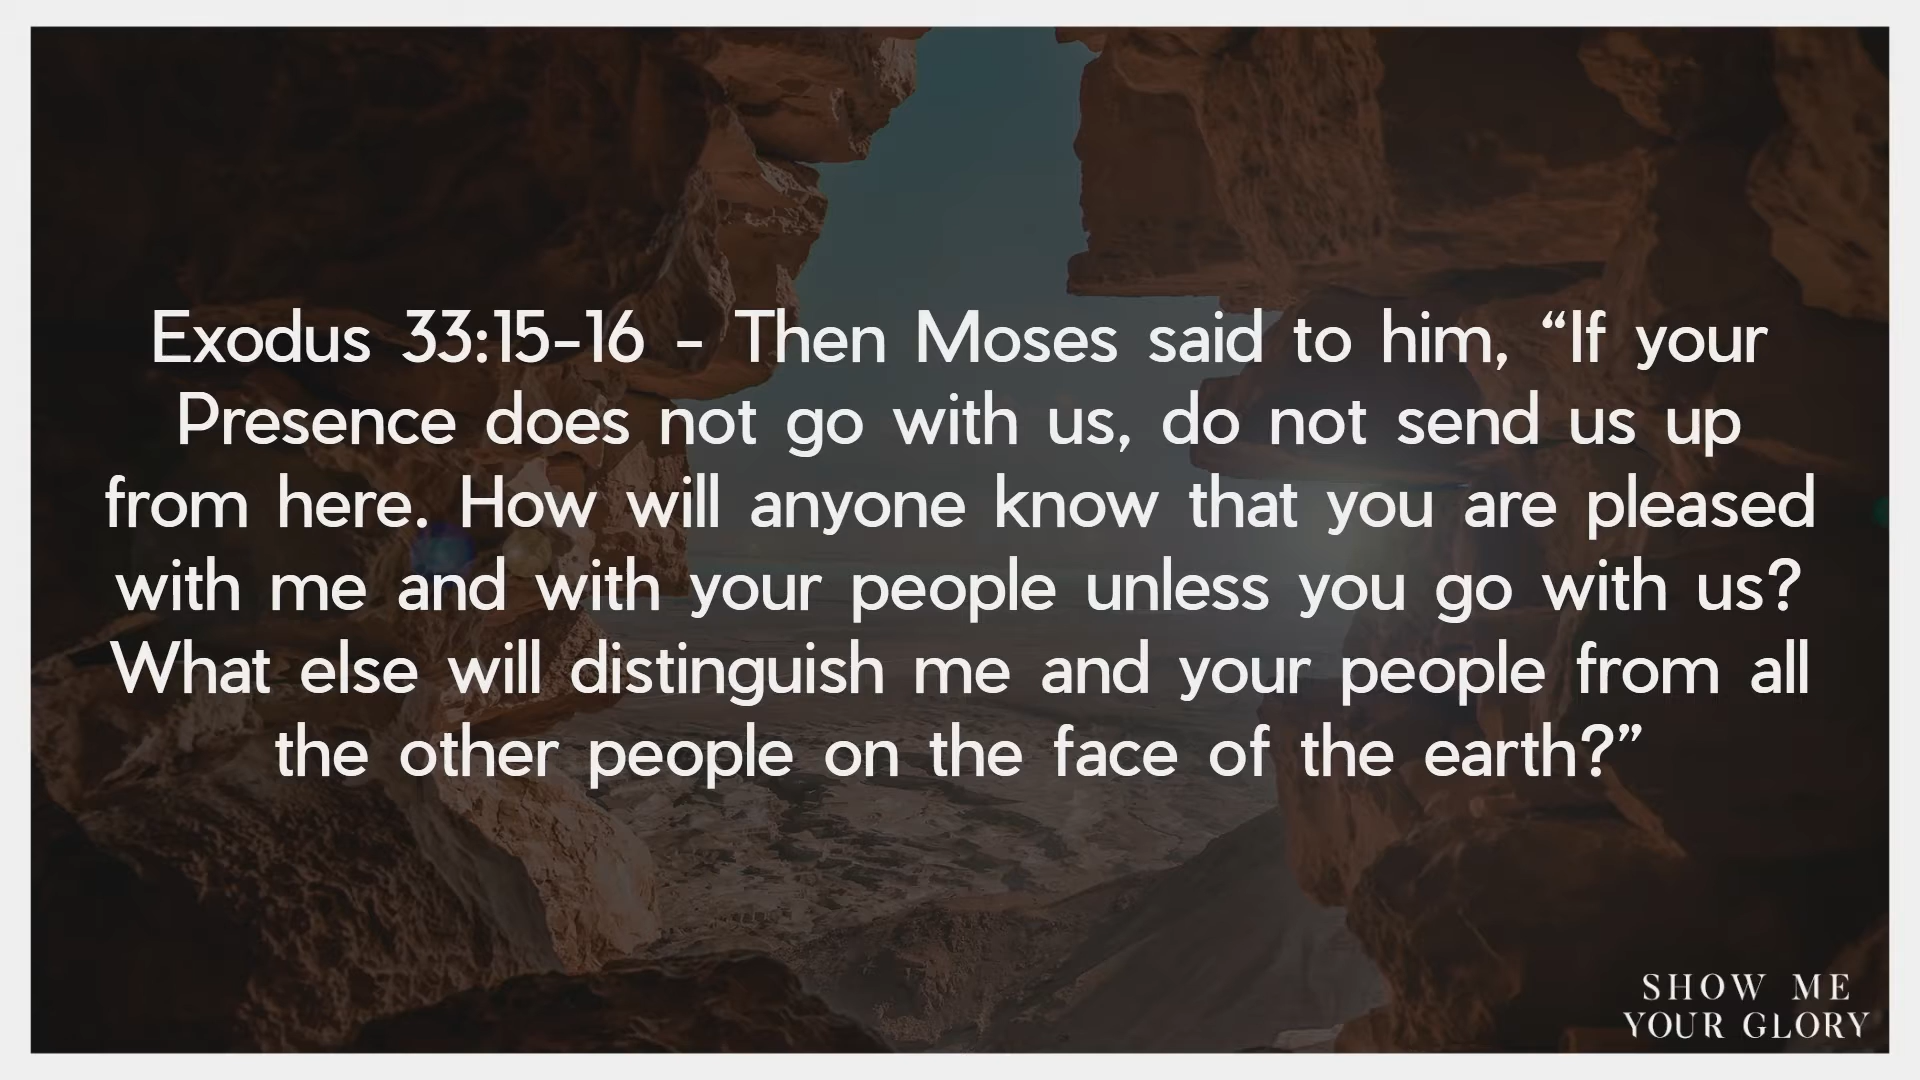 Exodus 33:15-16 - Then Moses said to him, “If your
Presence does not go with us, do not send us up
from here. How will anyone know that you are pleased
with me and with your people unless you go with us?
What else will distinguish me and your people from all
the other people on the face of the earth?”
SHOW ME
YOUR GLORY